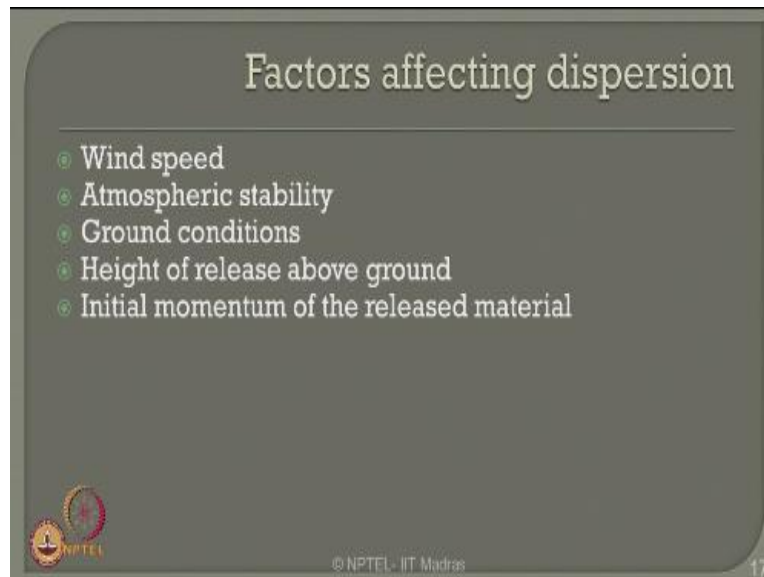 Factors affecting dispersion
Wind speed
Atmospheric stability
Ground conditions
Height of release above ground
Initial momentum of the released material
NPTEL
© NPTEL- IIT Madras
17